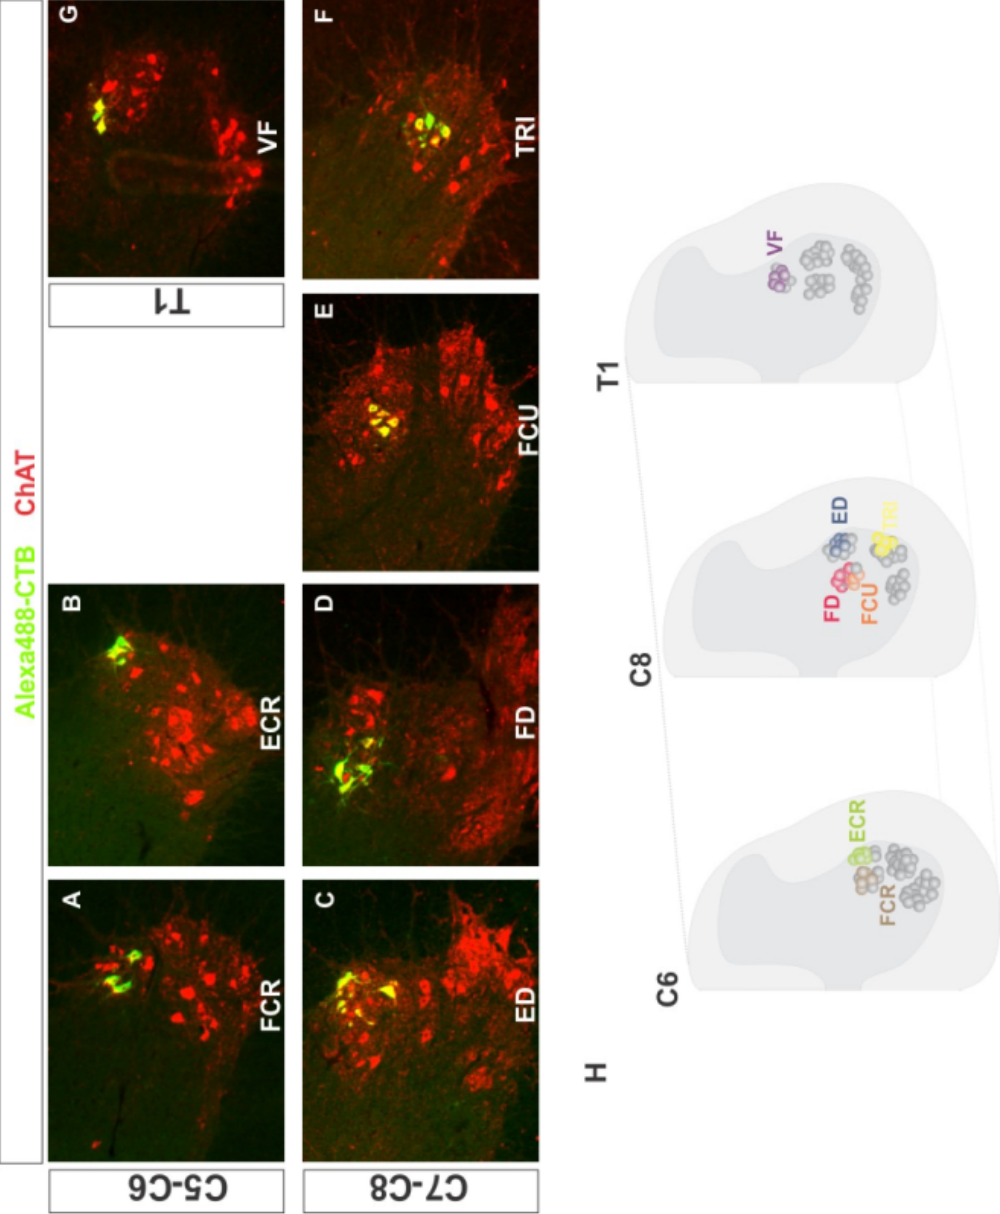 Alexa488-CTB ChAT
C5-C6
A
FCR
B
ECR
T1
G
VF
C7-C8
C
ED
D
FD
E
FCU
F
TRI
H
C6
FCR
ECR
C8
FD
FCU
ED
TRI
T1
VF